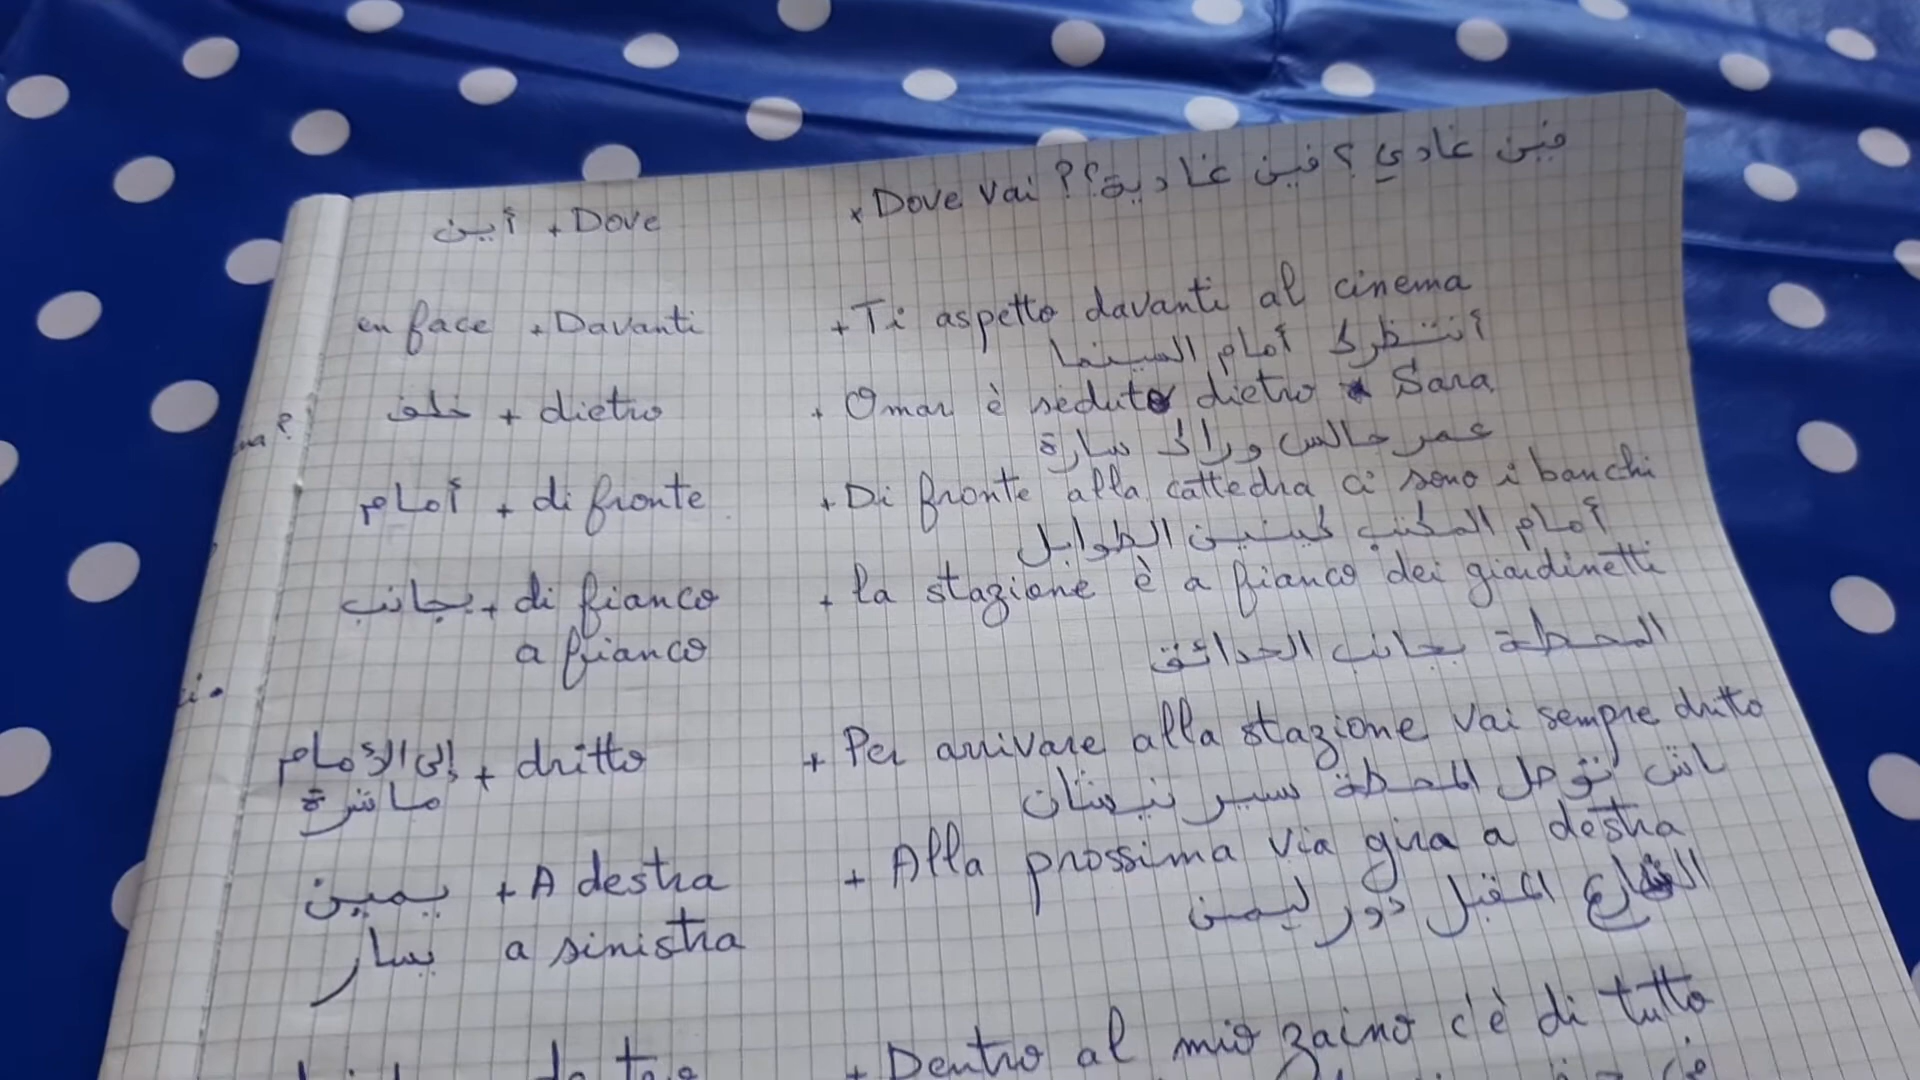 أين + Dove
× Dove vai ? فين غادي ؟ فين غادية؟
en face + Davanti
+ Ti aspetto davanti al cinema
أنتظرك أمام السينما
خلف + dietro
+ Omar è seduto dietro Sara
عمر جالس وراك سارة
أمام + di fronte
+ Di fronte alla cattedra ci sono i banchi
أمام المكتب كينين الطوابل
بجانب + di fianco
a fianco
+ la stazione è a fianco dei giardinetti
المحطة بجانب الحدائق
إلى الأمام + dritto
مباشرة
+ Per arrivare alla stazione vai sempre dritto
باش توصل المحطة سير نيشان
يمين + A destra
يسار a sinistra
+ Alla prossima via gira a destra
الشارع المقبل دور ليمن
+ Dentro al mio zaino c'è di tutto